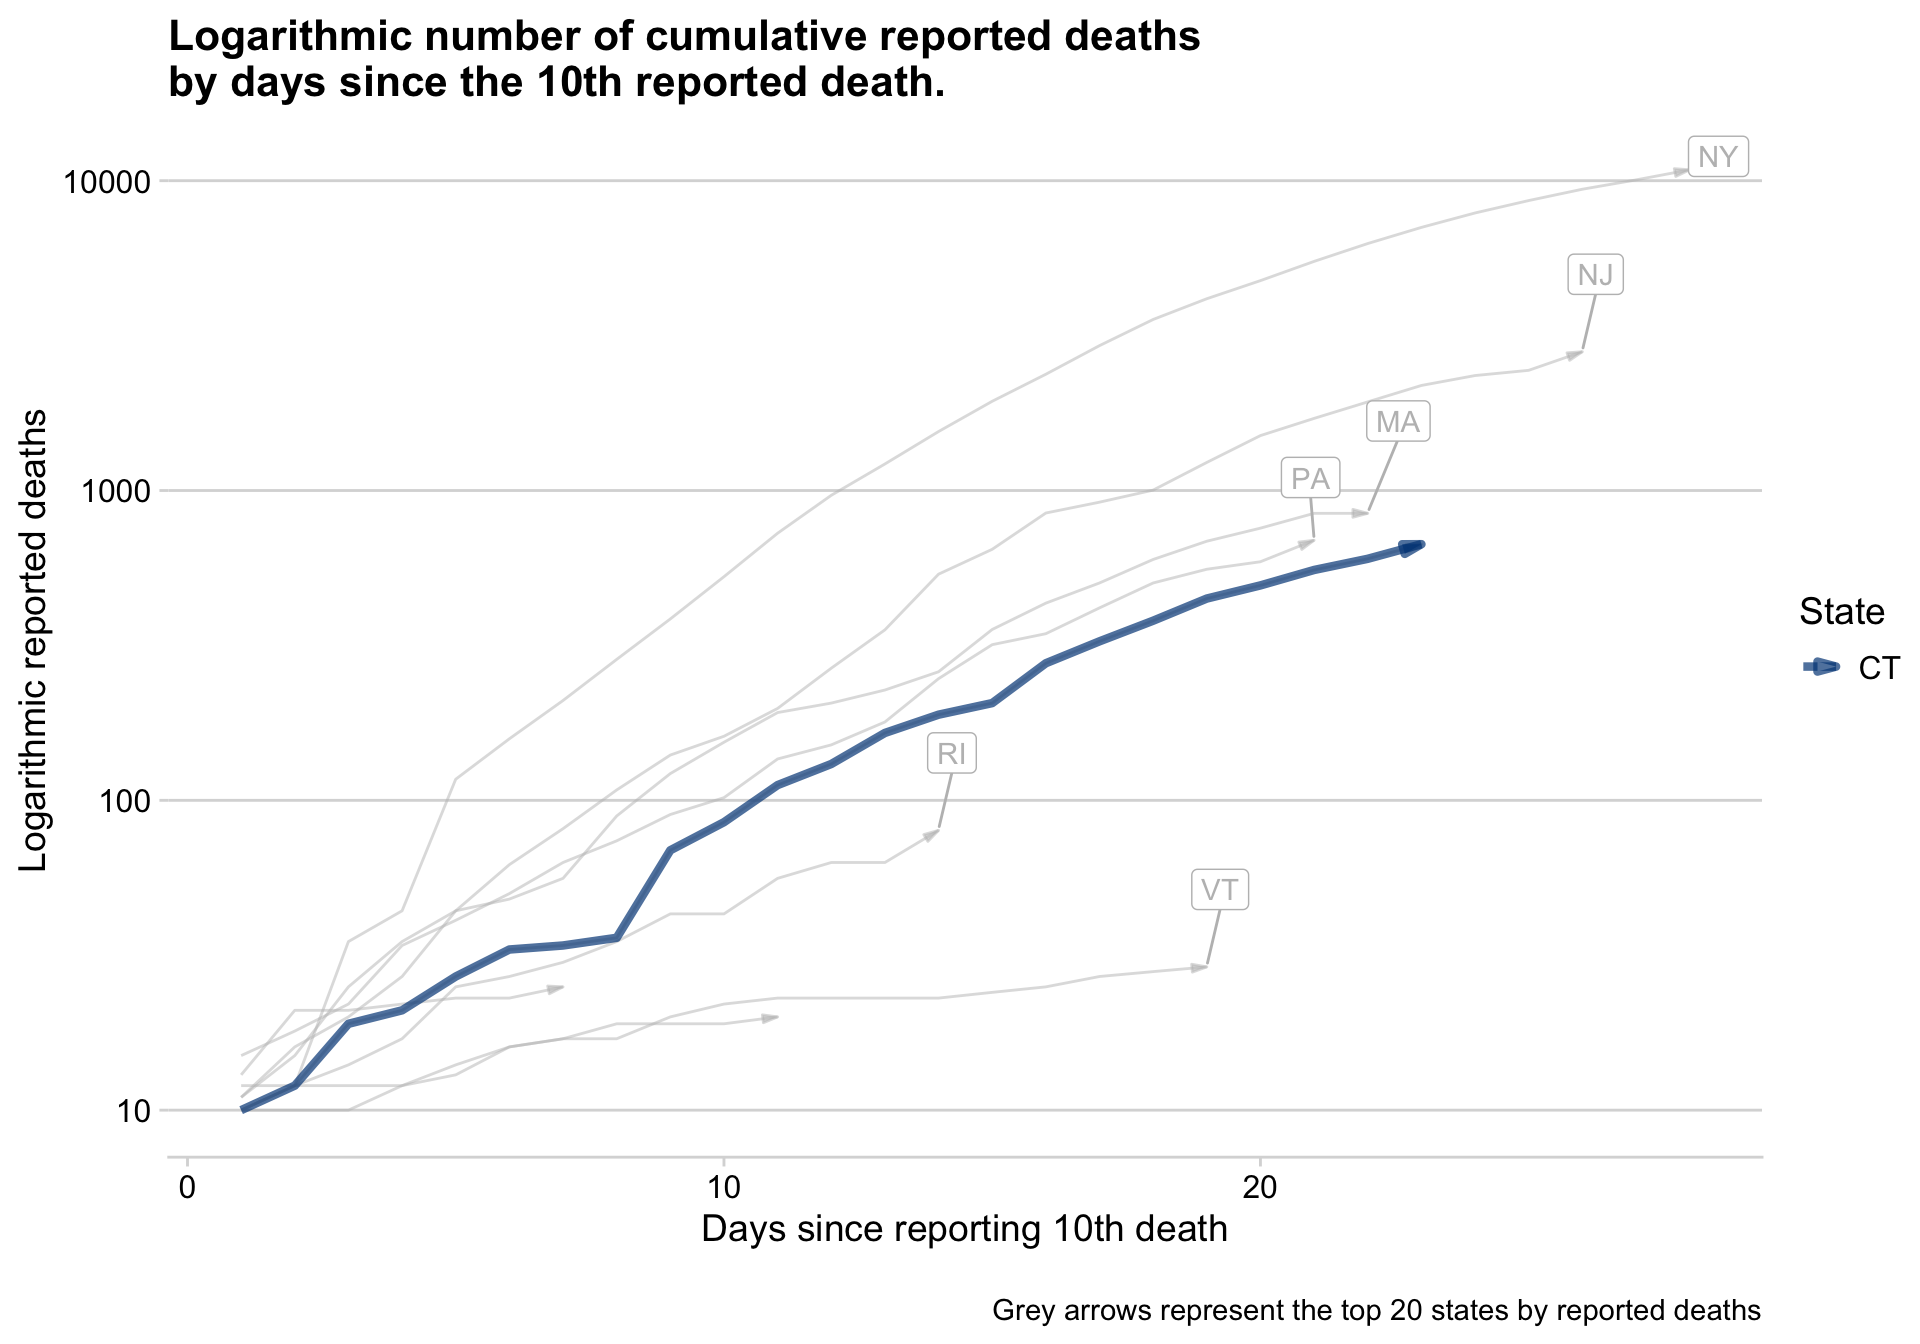 Logarithmic number of cumulative reported deaths
by days since the 10th reported death.
10000
1000
100
10
Logarithmic reported deaths
NY
NJ
MA
PA
RI
VT
State
CT
0
10
20
Days since reporting 10th death
Grey arrows represent the top 20 states by reported deaths